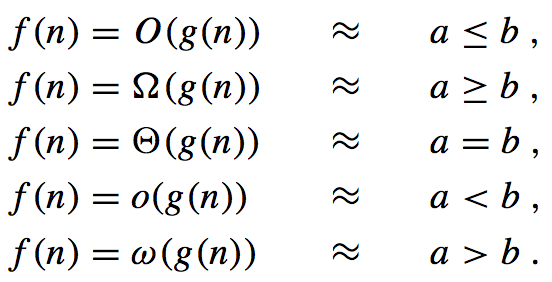 f(n) = O(g(n)) ≈ a ≤ b ,
f(n) = Ω(g(n)) ≈ a ≥ b ,
f(n) = Θ(g(n)) ≈ a = b ,
f(n) = o(g(n)) ≈ a < b ,
f(n) = ω(g(n)) ≈ a > b .